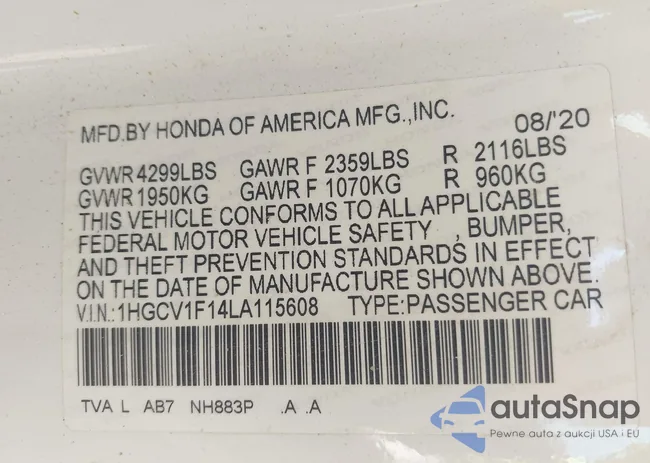 MFD.BY HONDA OF AMERICA MFG.,INC. 08/'20
GVWR 4299LBS GAWR F 2359LBS R 2116LBS
GVWR 1950KG GAWR F 1070KG R 960KG
THIS VEHICLE CONFORMS TO ALL APPLICABLE
FEDERAL MOTOR VEHICLE SAFETY , BUMPER,
AND THEFT PREVENTION STANDARDS IN EFFECT
ON THE DATE OF MANUFACTURE SHOWN ABOVE.
V.I.N.:1HGCV1F14LA115608 TYPE:PASSENGER CAR
TVA L AB7 NH883P .A .A
autaSnap
Pewne auta z aukcji USA i EU